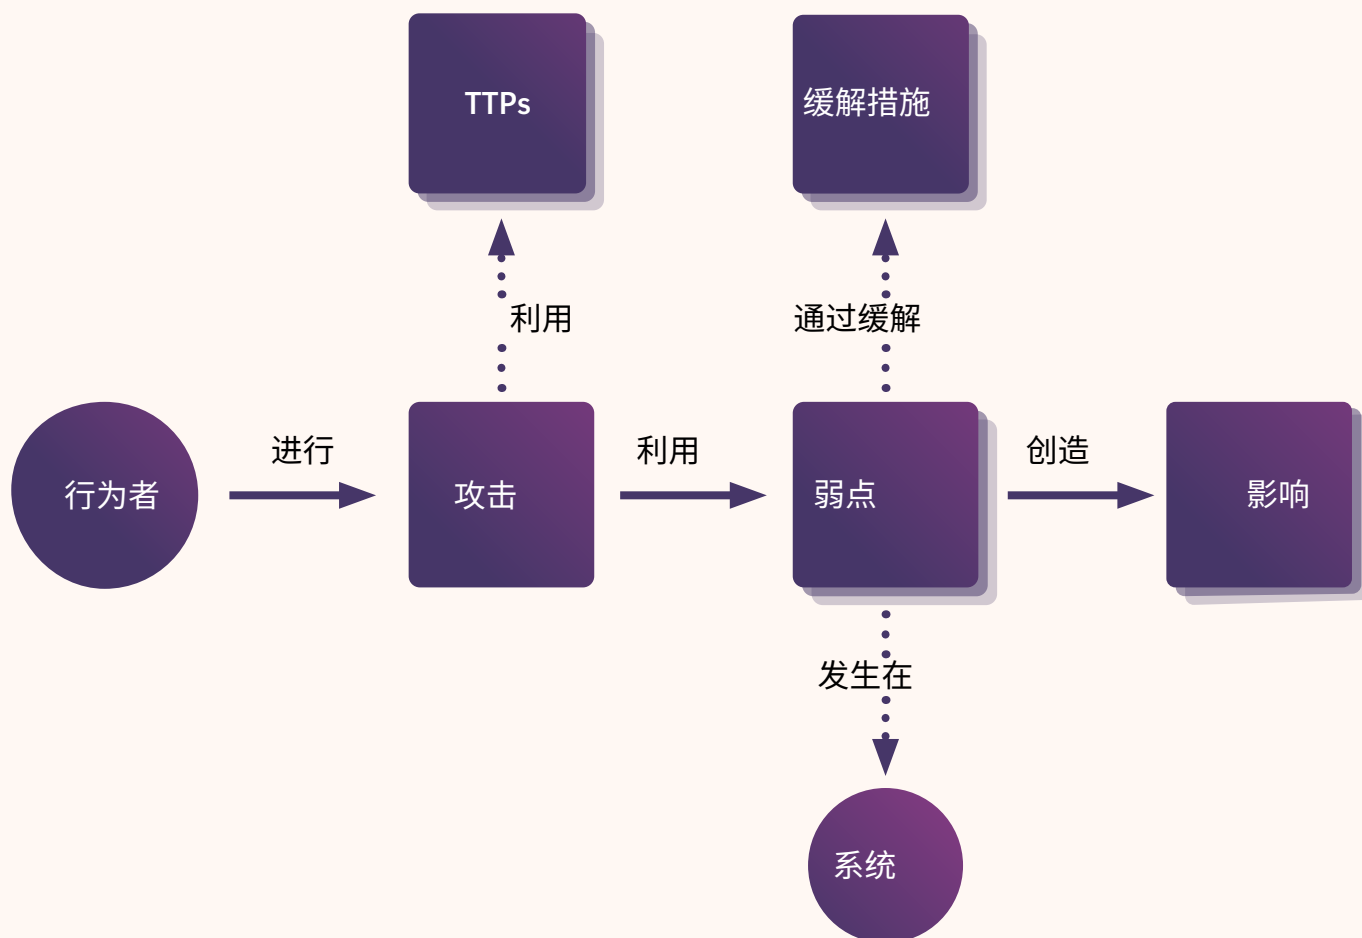 TTPs
缓解措施
利用
通过缓解
行为者
进行
攻击
利用
弱点
创造
影响
发生在
系统